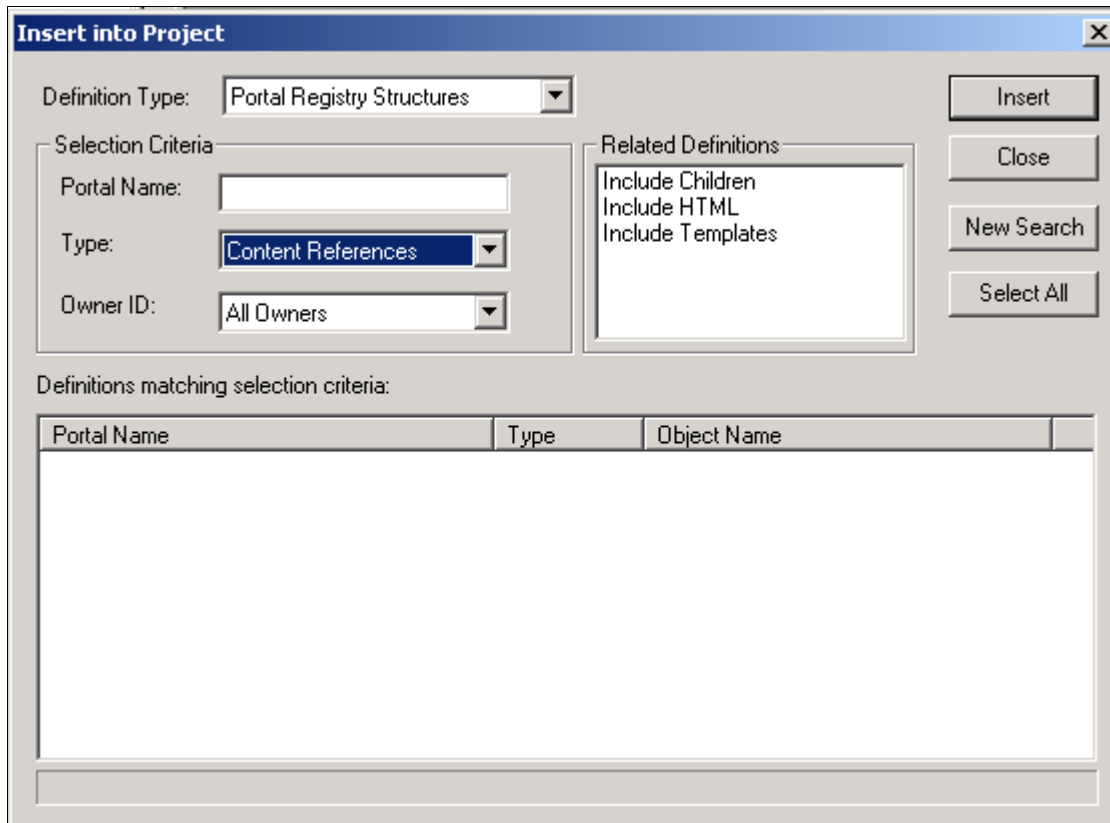 Insert into Project
Definition Type: Portal Registry Structures
Insert
Selection Criteria
Related Definitions
Close
Portal Name:
Include Children
Include HTML
Include Templates
New Search
Type: Content References
Select All
Owner ID: All Owners
Definitions matching selection criteria:
Portal Name Type Object Name